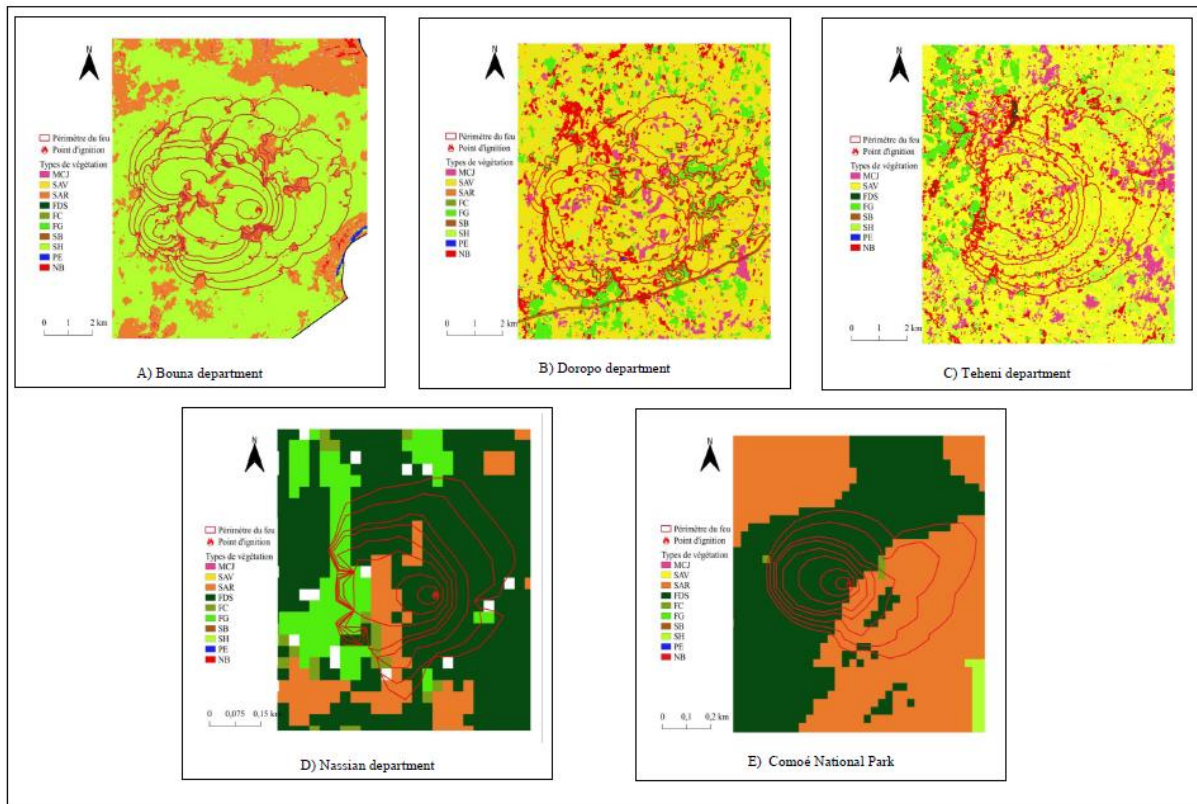 N
Périmètre du feu
Point d'ignition
Types de végétation
MCJ
SAV
SAR
FDS
FC
FG
SB
SH
PE
NB
0 1 2 km
A) Bouna department
N
Périmètre du feu
Point d'ignition
Types de végétation
MCJ
SAV
SAR
FDS
FC
FG
SB
SH
PE
NB
0 1 2 km
B) Doropo department
N
Périmètre du feu
Point d'ignition
Types de végétation
MCJ
SAV
FDS
FG
SB
SH
PE
NB
0 1 2 km
C) Teheni department
N
Périmètre du feu
Point d'ignition
Types de végétation
MCJ
SAV
SAR
FDS
FC
FG
SB
SH
PE
NB
0 0,075 0,15 km
D) Nassian department
N
Périmètre du feu
Point d'ignition
Types de végétation
MCJ
SAV
SAR
FDS
FC
FG
SB
SH
PE
NB
0 0,1 0,2 km
E) Comoé National Park